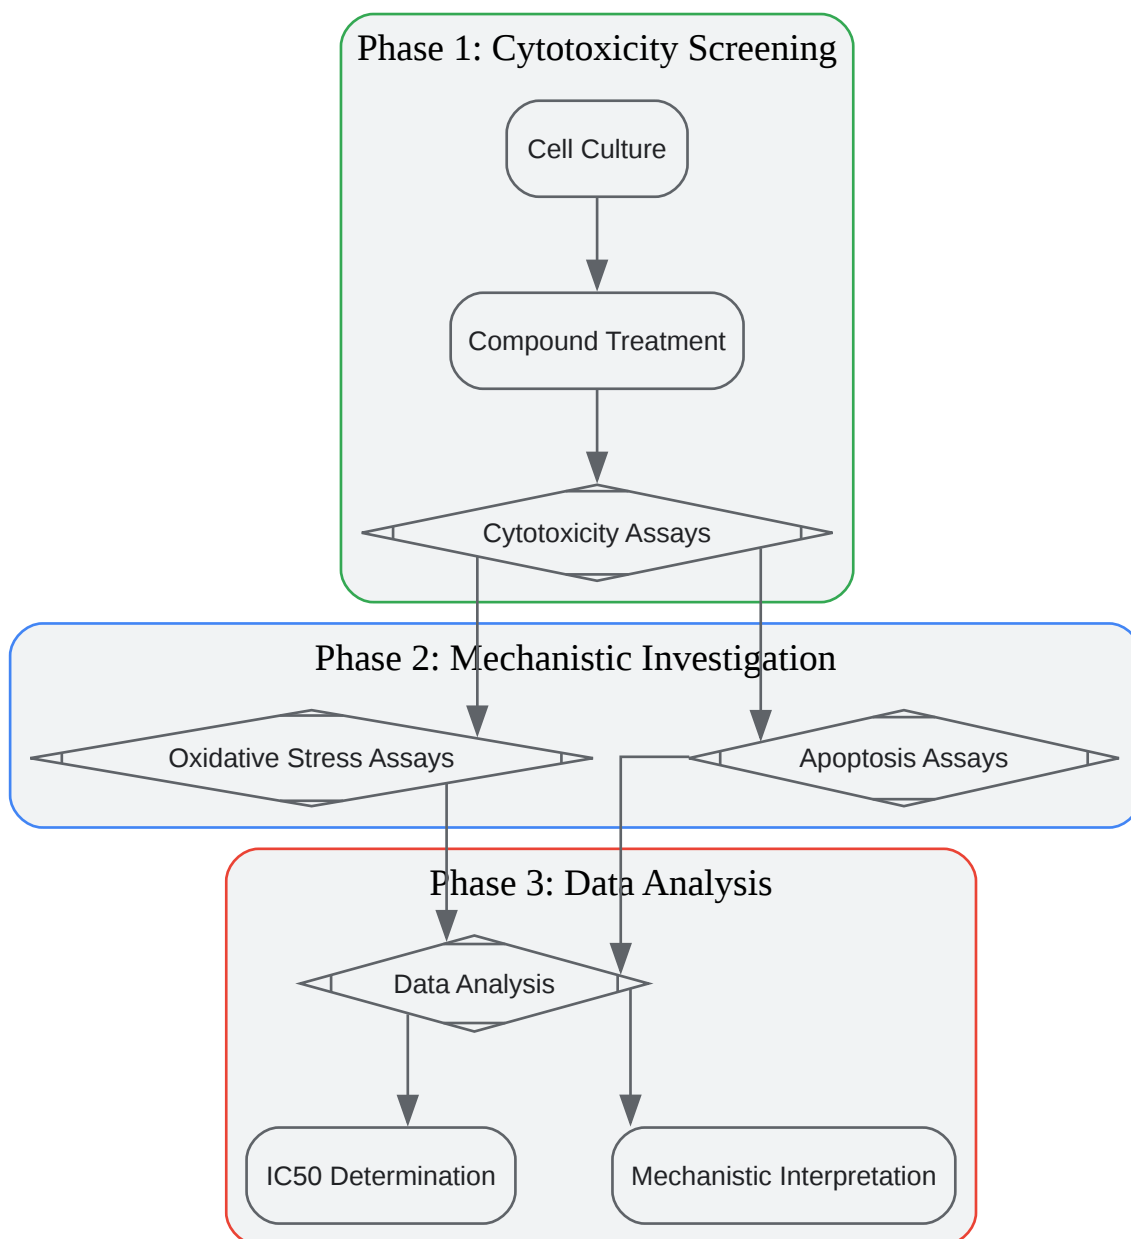 Phase 1: Cytotoxicity Screening
Cell Culture
Compound Treatment
Cytotoxicity Assays
Phase 2: Mechanistic Investigation
Oxidative Stress Assays
Apoptosis Assays
Phase 3: Data Analysis
Data Analysis
IC50 Determination
Mechanistic Interpretation